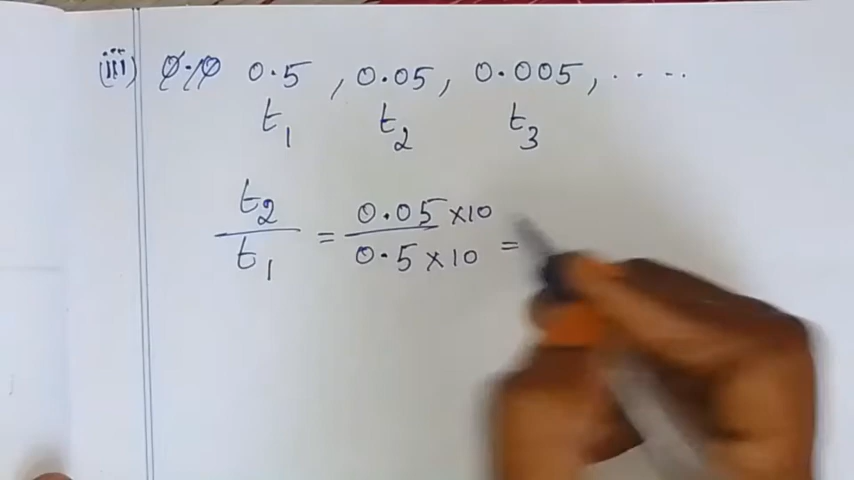 (iii) 0.5, 0.05, 0.005, .....
t₁ t₂ t₃
t₂/t₁ = 0.05 × 10 / 0.5 × 10 =